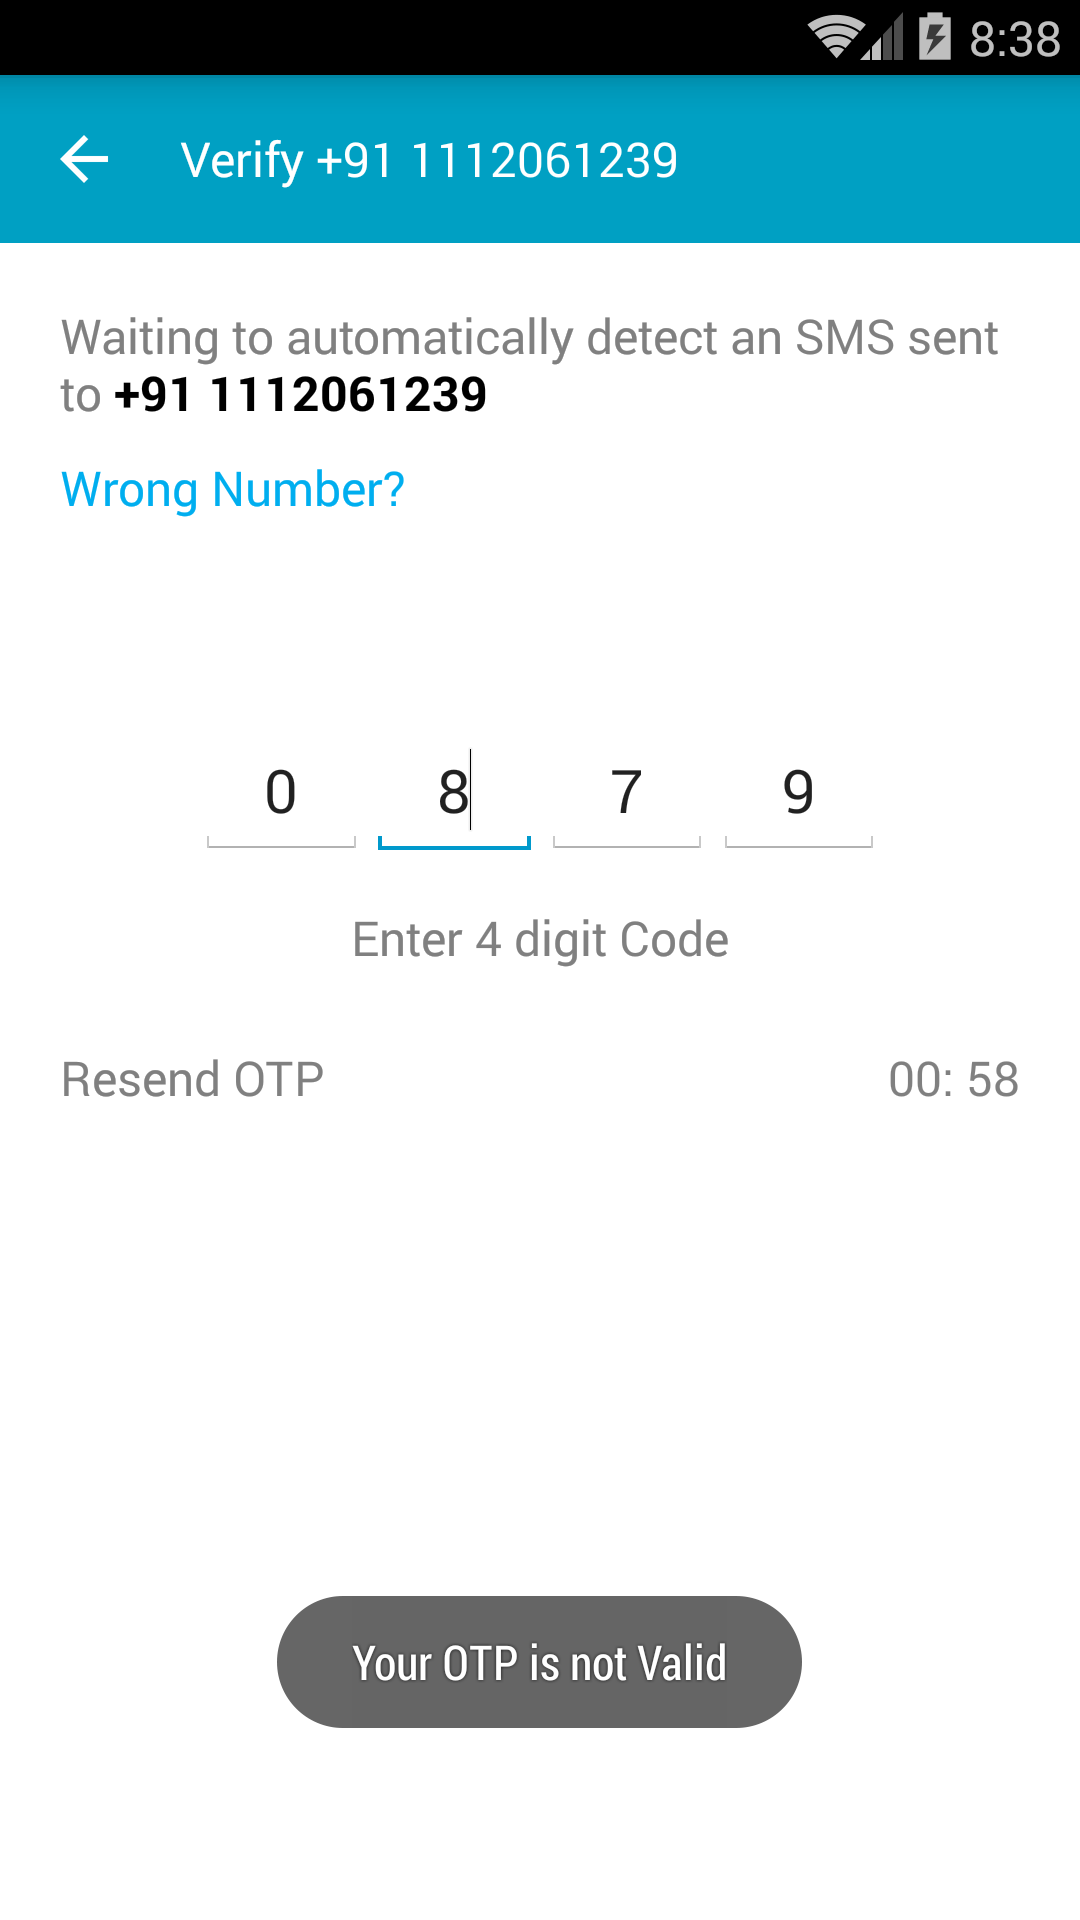 8:38
Verify +91 1112061239
Waiting to automatically detect an SMS sent
to +91 1112061239
Wrong Number?
0 8 7 9
Enter 4 digit Code
Resend OTP 00: 58
Your OTP is not Valid